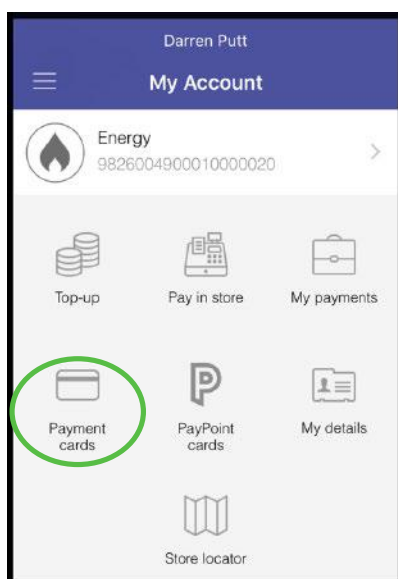 Darren Putt
My Account
Energy
9826004900010000020
Top-up
Pay in store
My payments
Payment
cards
PayPoint
cards
My details
Store locator